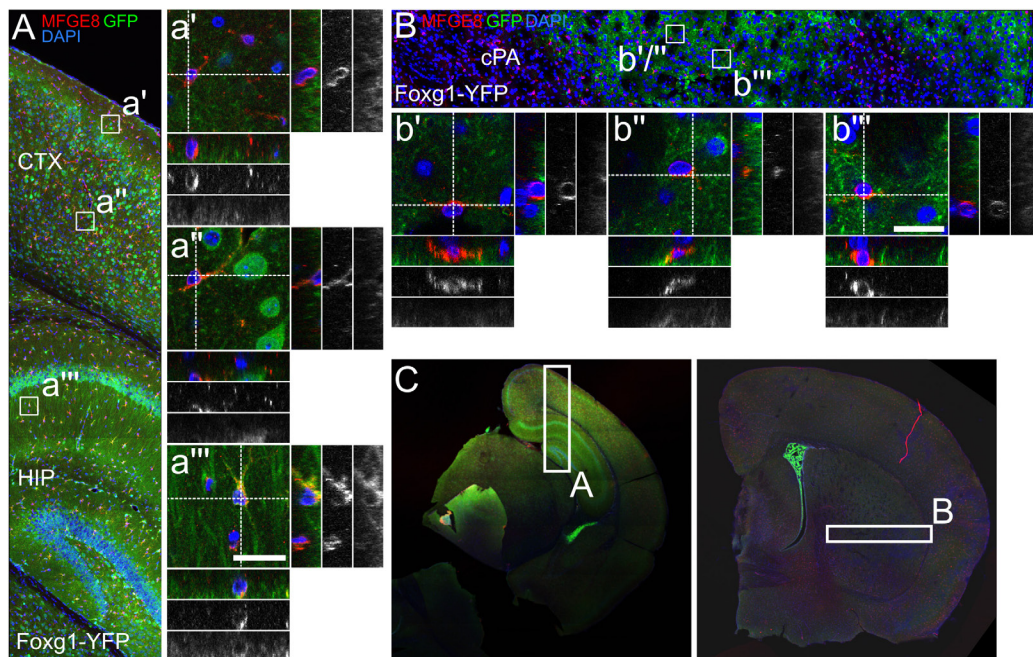 A
MFGE8 GFP
DAPI
a'
CTX
a''
a'''
HIP
Foxg1-YFP
a'
a''
a'''
B
MFGE8 GFP DAPI
cPA
b'/''
b'''
Foxg1-YFP
b'
b''
b'''
C
A
B